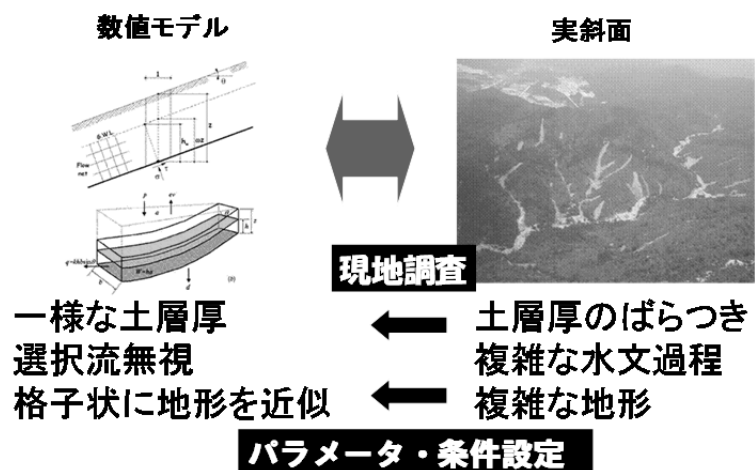 数値モデル
実斜面
G.W.L
Flow
net
現地調査
一様な土層厚
土層厚のばらつき
選択流無視
複雑な水文過程
格子状に地形を近似
複雑な地形
パラメータ・条件設定